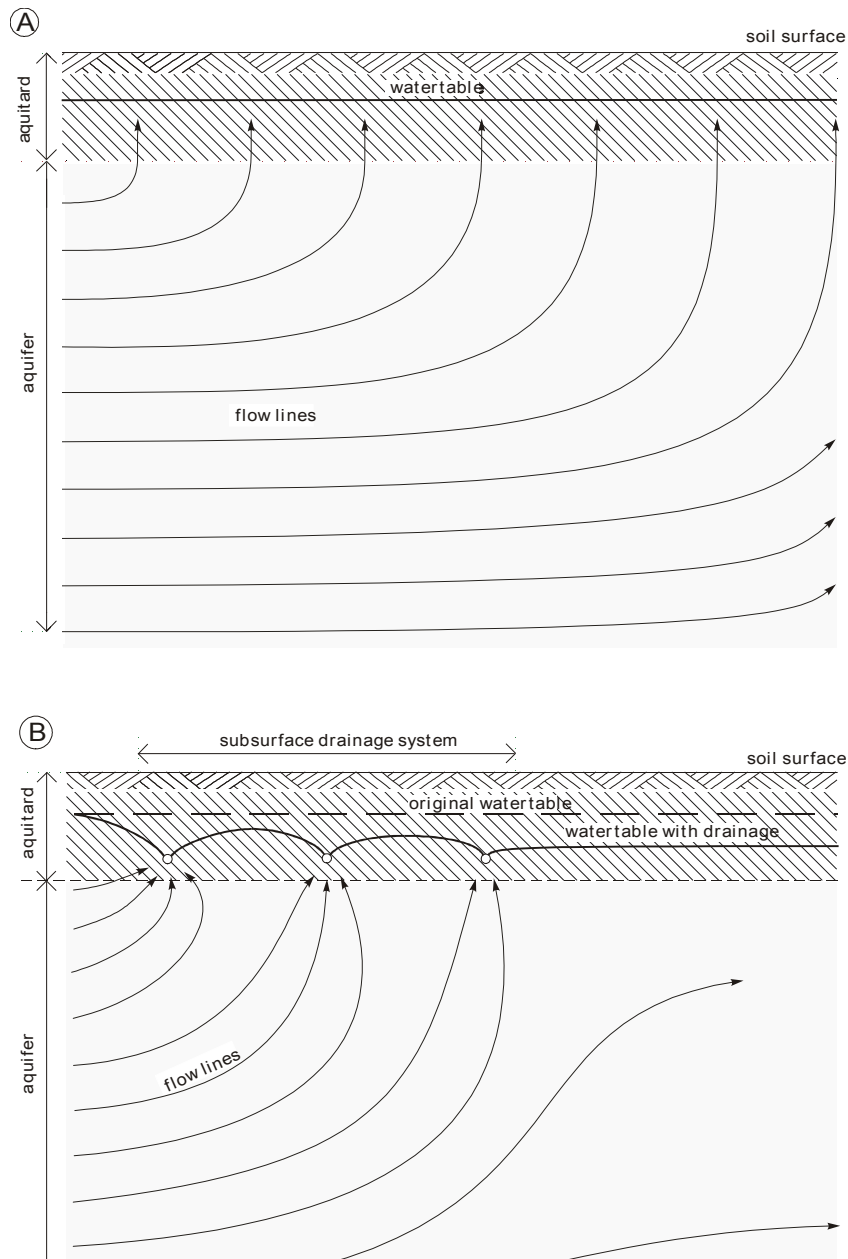 A
soil surface
aquitard
watertable
aquifer
flow lines
B
subsurface drainage system
soil surface
aquitard
original watertable
watertable with drainage
aquifer
flow lines